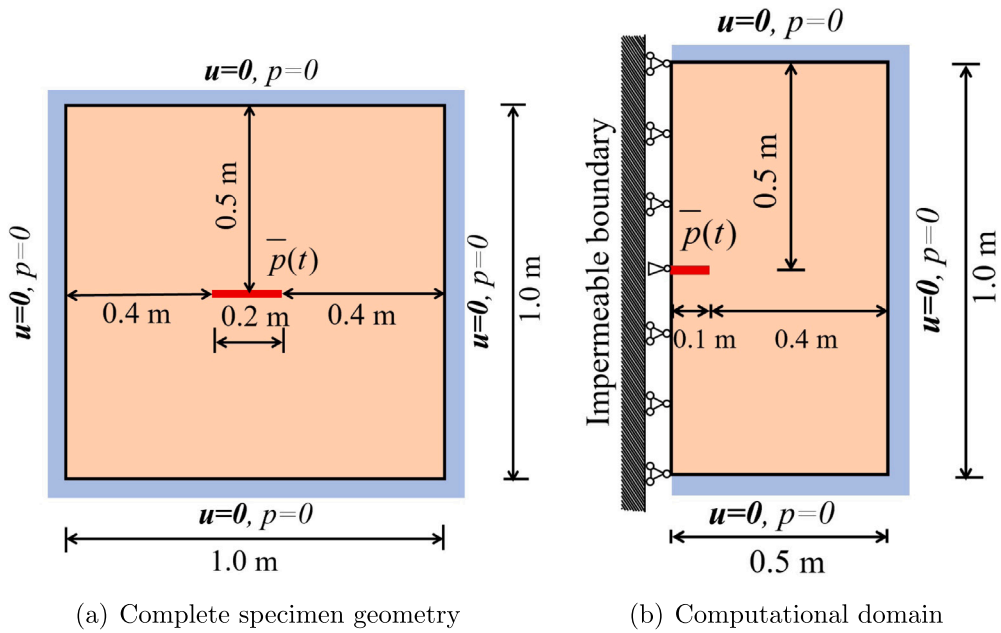 u=0, p=0
0.5 m
p̅(t)
0.4 m
0.2 m
0.4 m
u=0, p=0
u=0, p=0
1.0 m
u=0, p=0
1.0 m
(a) Complete specimen geometry
u=0, p=0
Impermeable boundary
0.5 m
p̅(t)
0.1 m
0.4 m
u=0, p=0
1.0 m
u=0, p=0
0.5 m
(b) Computational domain